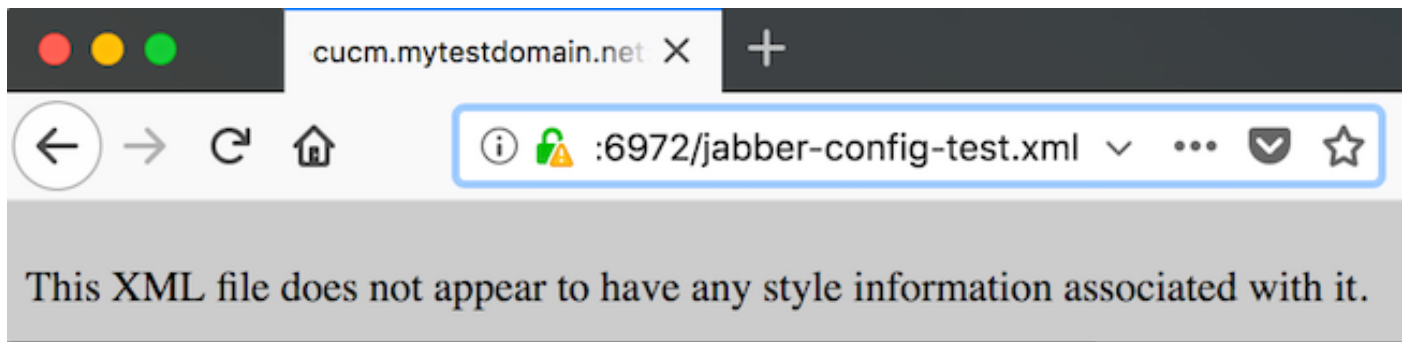 cucm.mytestdomain.net
:6972/jabber-config-test.xml
This XML file does not appear to have any style information associated with it.